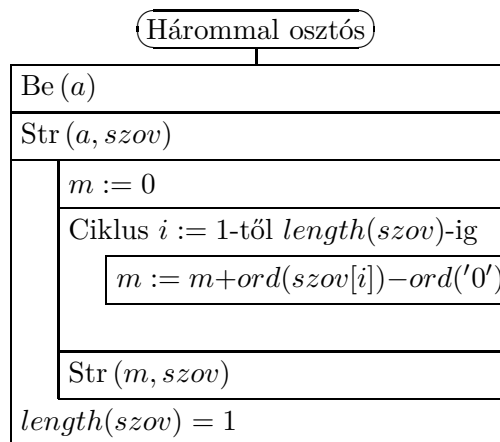 Hárommal osztós
Be (a)
Str (a, szov)
m := 0
Ciklus i := 1-től length(szov)-ig
m := m+ord(szov[i])−ord('0')
Str (m, szov)
length(szov) = 1